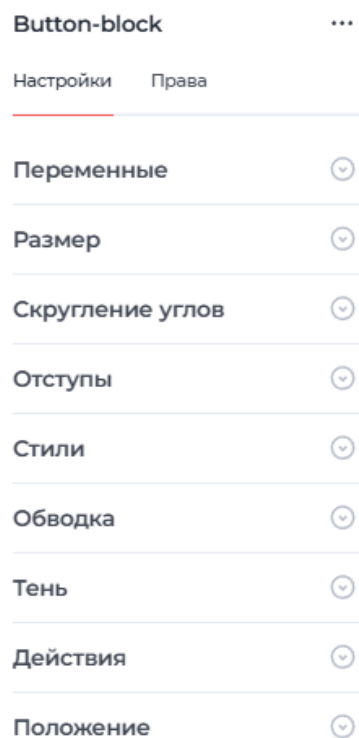 Button-block
Настройки Права
Переменные
Размер
Скругление углов
Отступы
Стили
Обводка
Тень
Действия
Положение